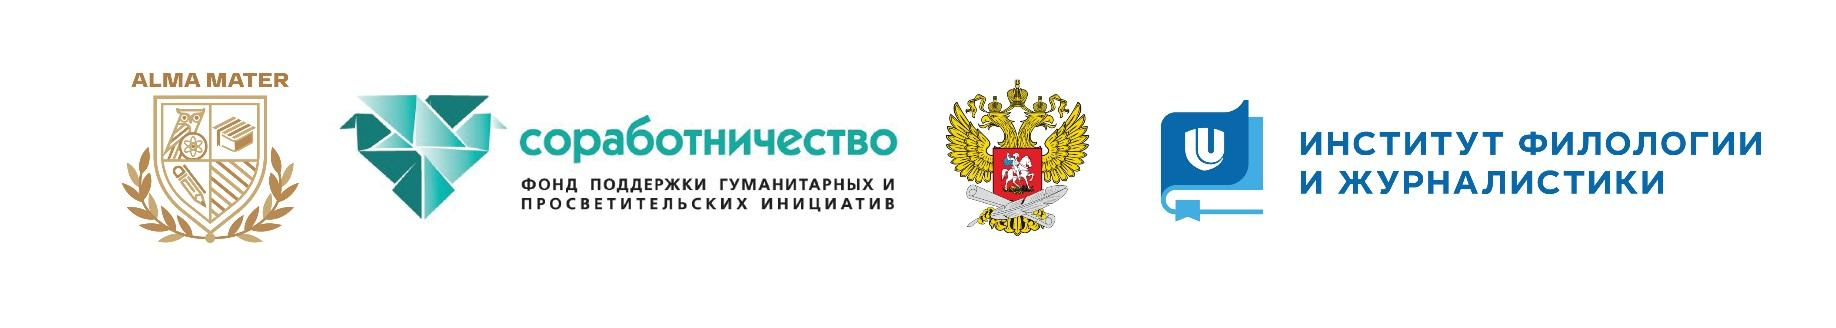 ALMA MATER
соработничество
ФОНД ПОДДЕРЖКИ ГУМАНИТАРНЫХ И
ПРОСВЕТИТЕЛЬСКИХ ИНИЦИАТИВ
U
ИНСТИТУТ ФИЛОЛОГИИ
И ЖУРНАЛИСТИКИ